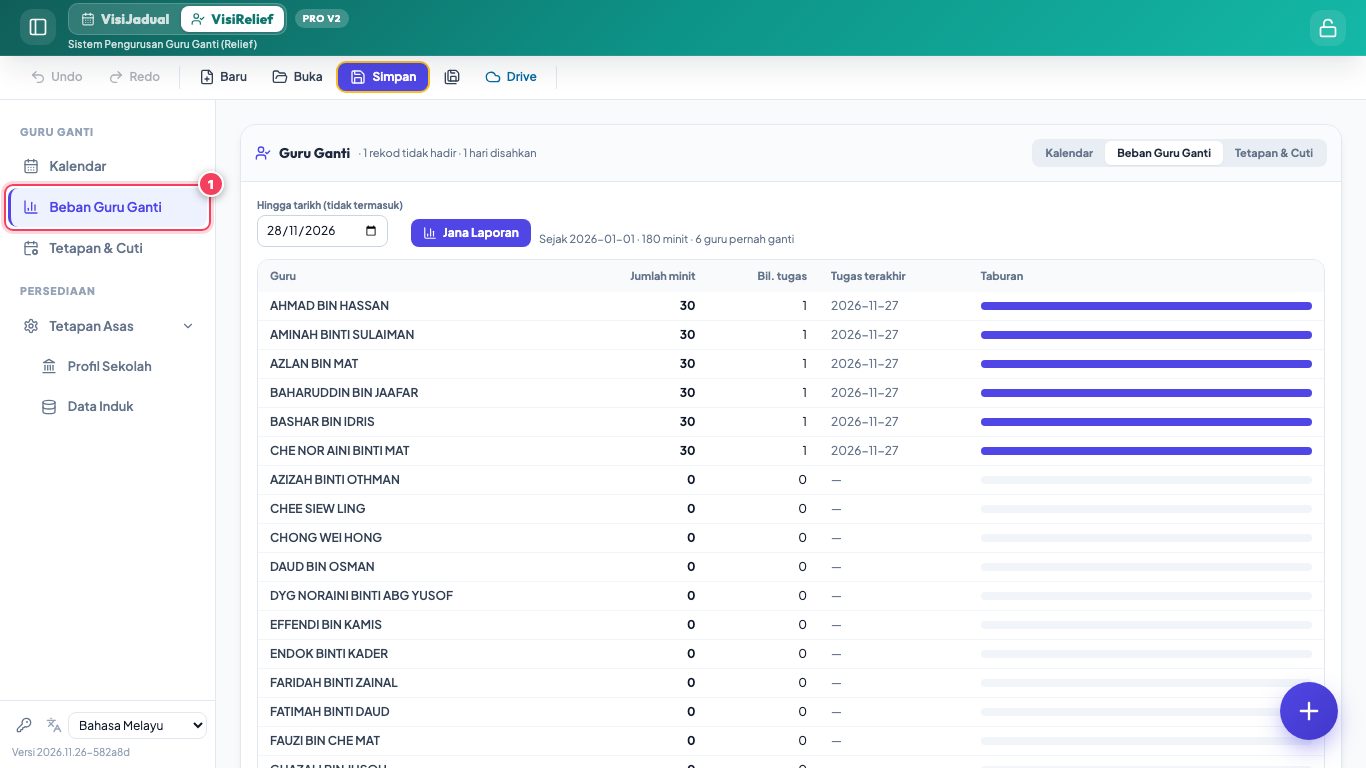 VisiJadual VisiRelief PRO V2
Sistem Pengurusan Guru Ganti (Relief)
Undo Redo Baru Buka Simpan Drive
GURU GANTI
Kalendar
1
Beban Guru Ganti
Tetapan & Cuti
PERSEDIAAN
Tetapan Asas
Profil Sekolah
Data Induk
Bahasa Melayu
Versi 2026.11.26-582a8d
Guru Ganti · 1 rekod tidak hadir · 1 hari disahkan
Kalendar Beban Guru Ganti Tetapan & Cuti
Hingga tarikh (tidak termasuk)
28/11/2026 Jana Laporan Sejak 2026-01-01 · 180 minit · 6 guru pernah ganti
Guru Jumlah minit Bil. tugas Tugas terakhir Taburan
AHMAD BIN HASSAN 30 1 2026-11-27
AMINAH BINTI SULAIMAN 30 1 2026-11-27
AZLAN BIN MAT 30 1 2026-11-27
BAHARUDDIN BIN JAAFAR 30 1 2026-11-27
BASHAR BIN IDRIS 30 1 2026-11-27
CHE NOR AINI BINTI MAT 30 1 2026-11-27
AZIZAH BINTI OTHMAN 0 0 —
CHEE SIEW LING 0 0 —
CHONG WEI HONG 0 0 —
DAUD BIN OSMAN 0 0 —
DYG NORAINI BINTI ABG YUSOF 0 0 —
EFFENDI BIN KAMIS 0 0 —
ENDOK BINTI KADER 0 0 —
FARIDAH BINTI ZAINAL 0 0 —
FATIMAH BINTI DAUD 0 0 —
FAUZI BIN CHE MAT 0 0 —